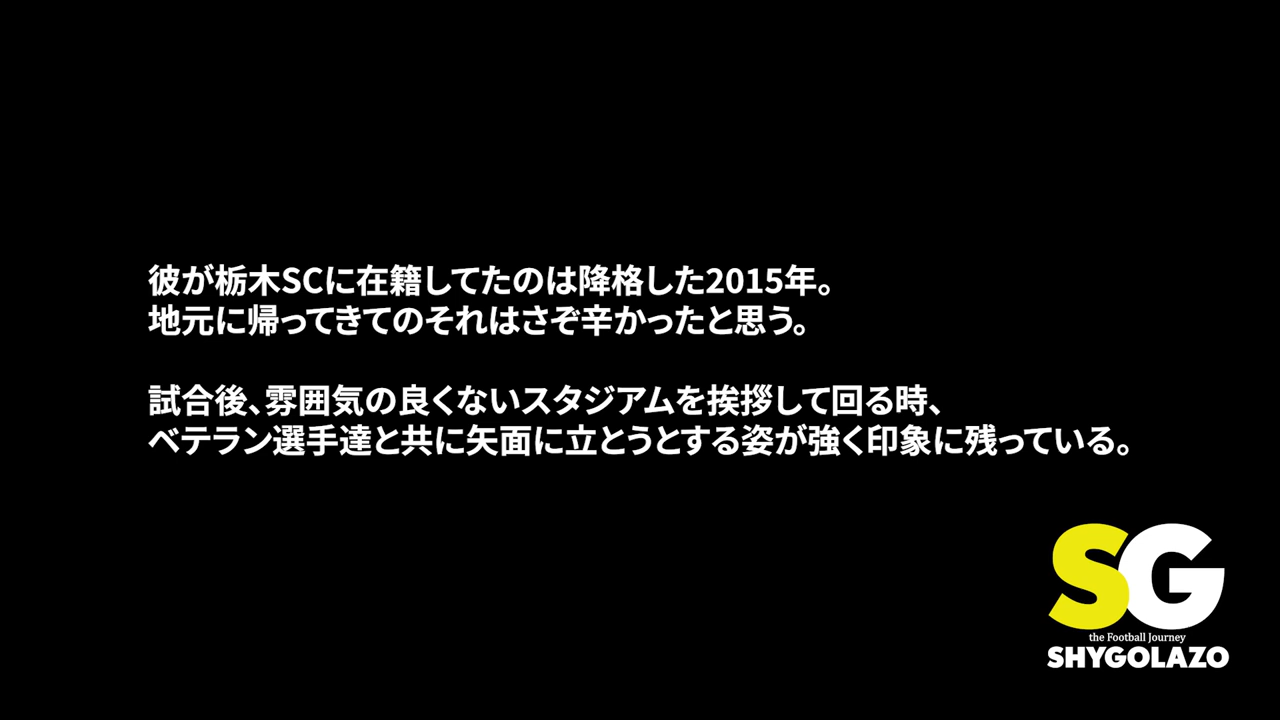 彼が栃木SCに在籍してたのは降格した2015年。
地元に帰ってきてのそれはさぞ辛かったと思う。
試合後、雰囲気の良くないスタジアムを挨拶して回る時、
ベテラン選手達と共に矢面に立とうとする姿が強く印象に残っている。
SG
the Football Journey
SHYGOLAZO